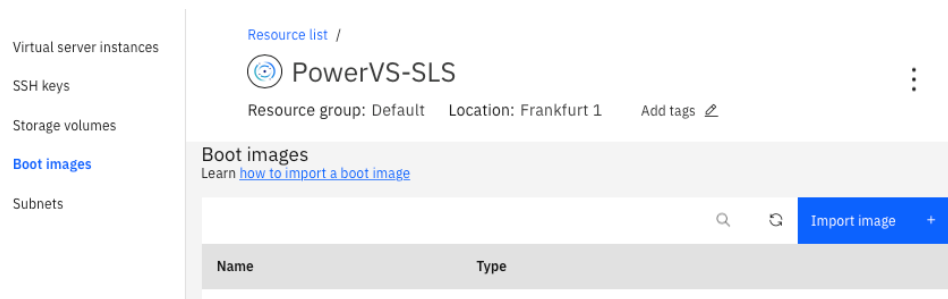 Virtual server instances
SSH keys
Storage volumes
Boot images
Subnets
Resource list /
PowerVS-SLS
Resource group: Default Location: Frankfurt 1 Add tags
Boot images
Learn how to import a boot image
Import image +
Name Type